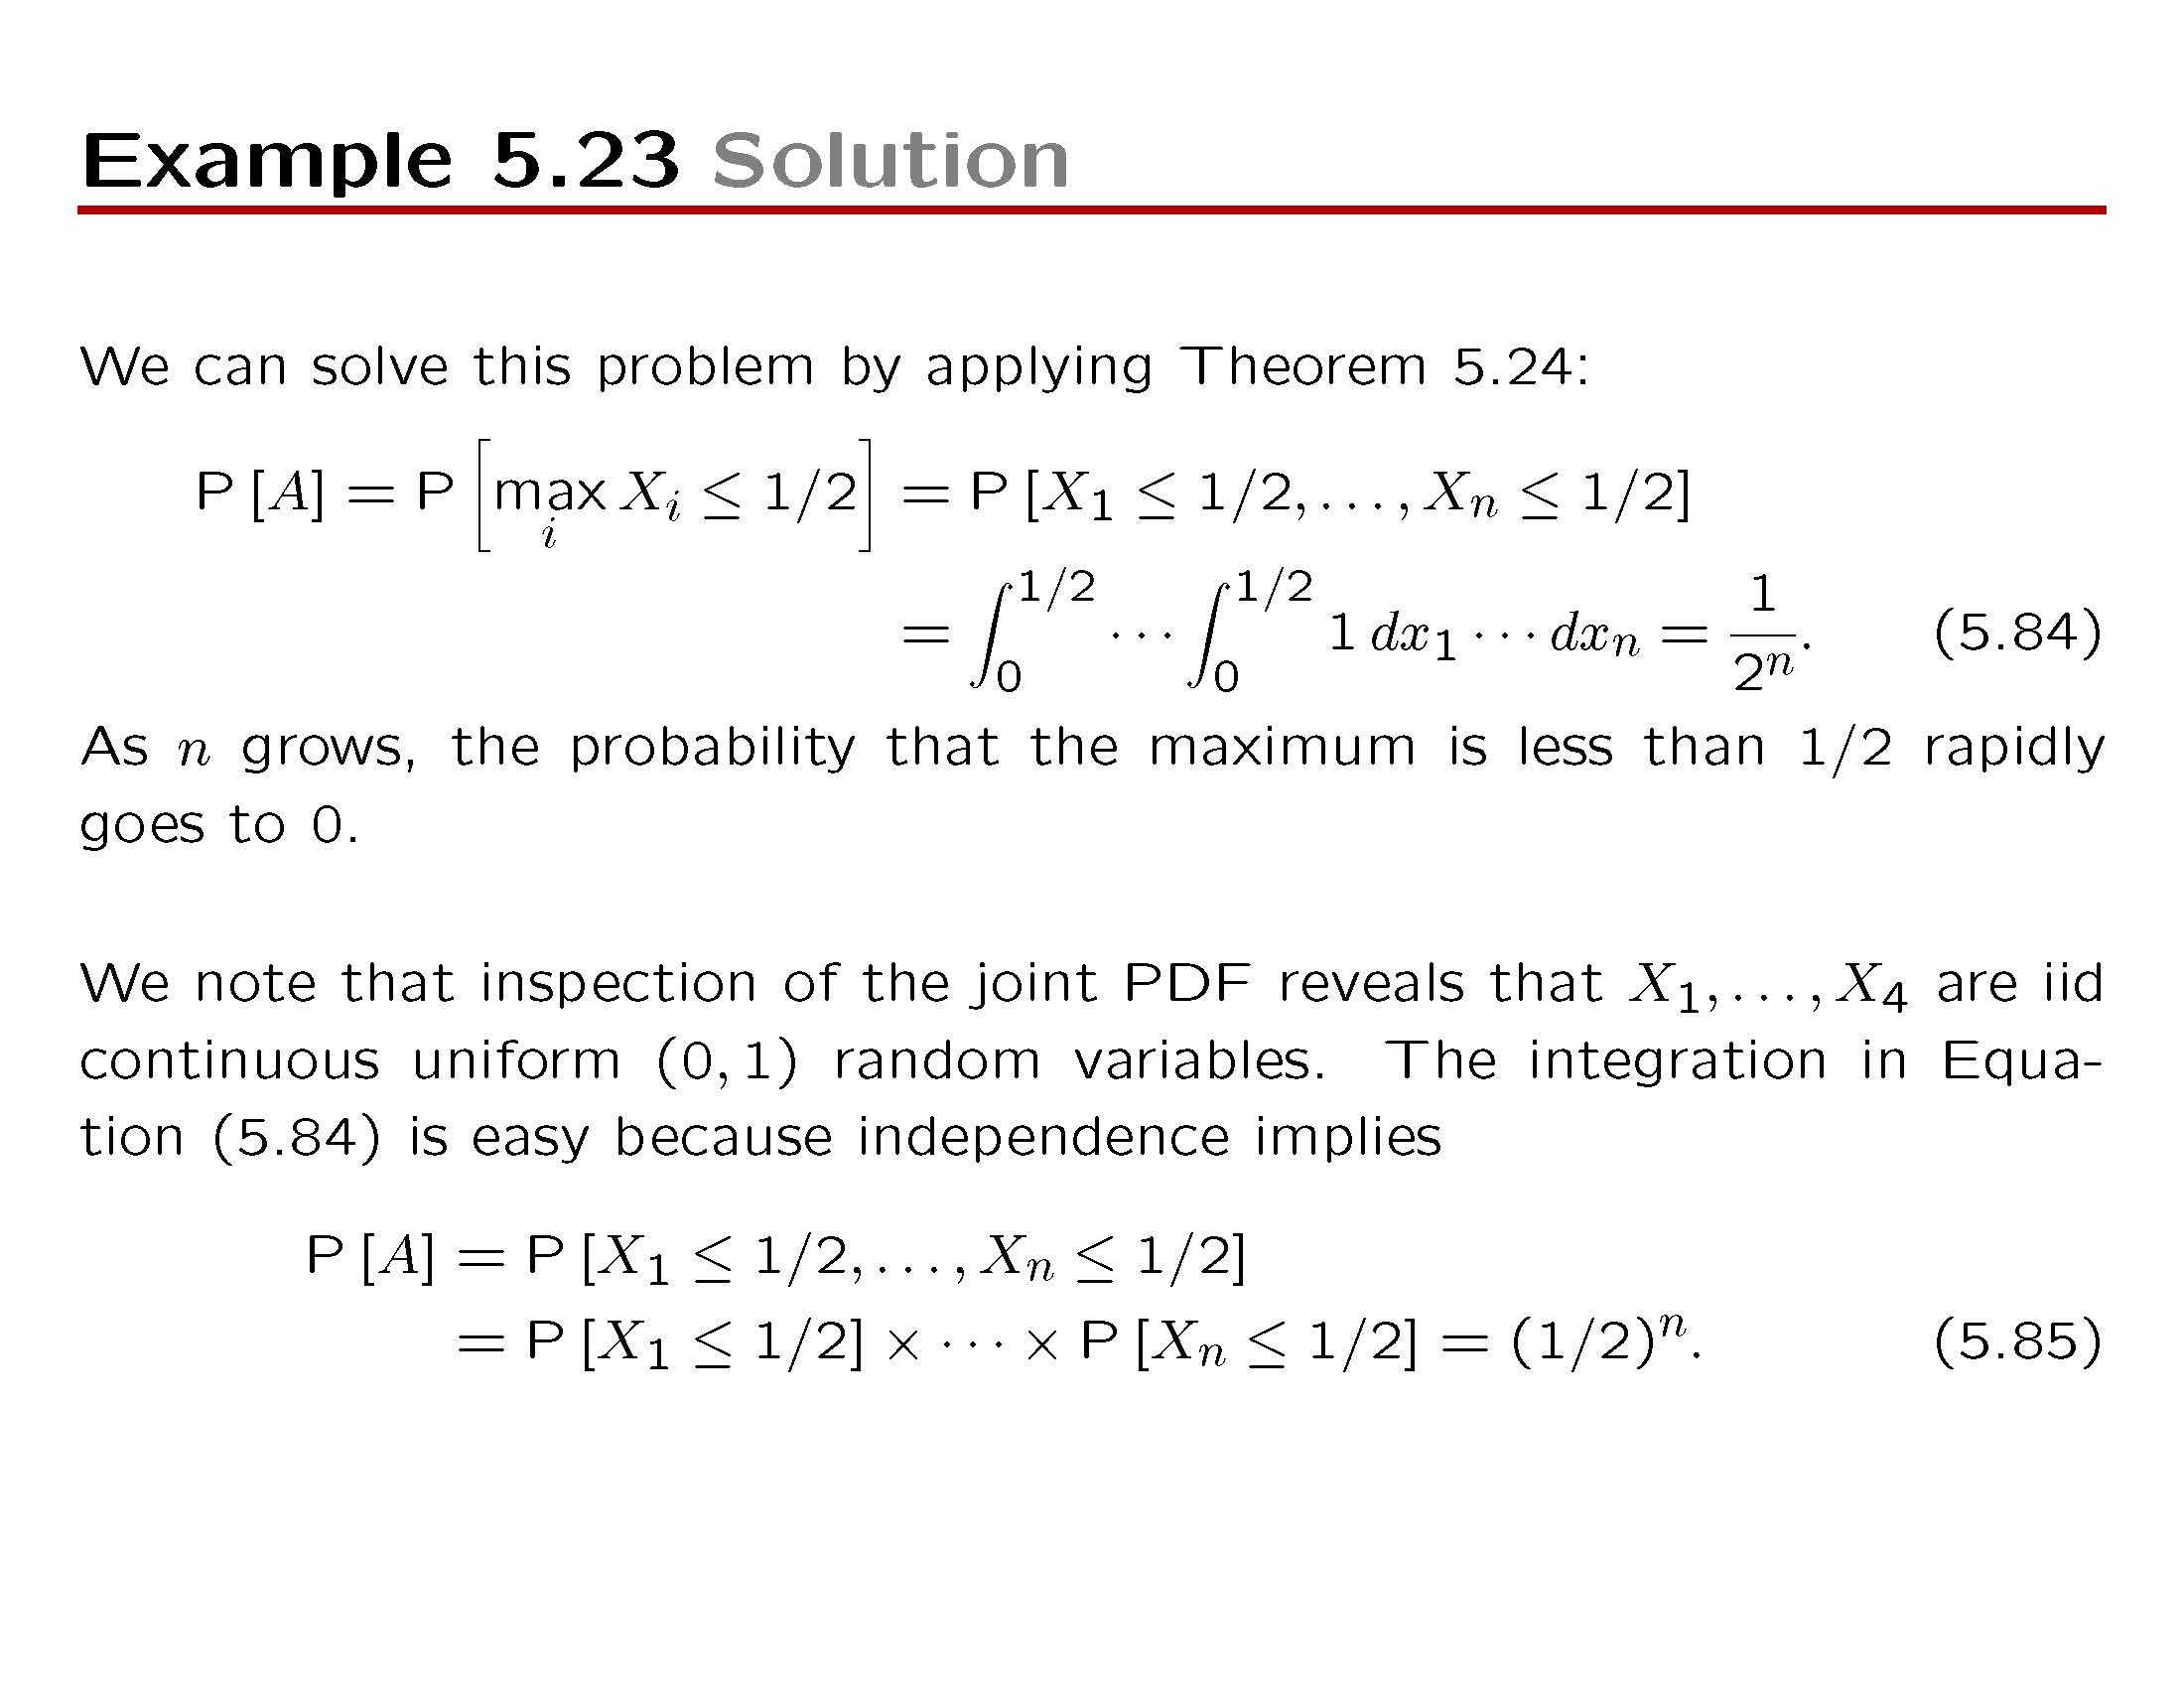 Example 5.23 Solution
We can solve this problem by applying Theorem 5.24:
P [A] = P [max_i X_i ≤ 1/2] = P [X_1 ≤ 1/2, . . . , X_n ≤ 1/2]
= ∫_0^{1/2} ··· ∫_0^{1/2} 1 dx_1 ··· dx_n = 1/2^n. (5.84)
As n grows, the probability that the maximum is less than 1/2 rapidly
goes to 0.
We note that inspection of the joint PDF reveals that X_1, . . . , X_4 are iid
continuous uniform (0, 1) random variables. The integration in Equa-
tion (5.84) is easy because independence implies
P [A] = P [X_1 ≤ 1/2, . . . , X_n ≤ 1/2]
= P [X_1 ≤ 1/2] × ··· × P [X_n ≤ 1/2] = (1/2)^n. (5.85)